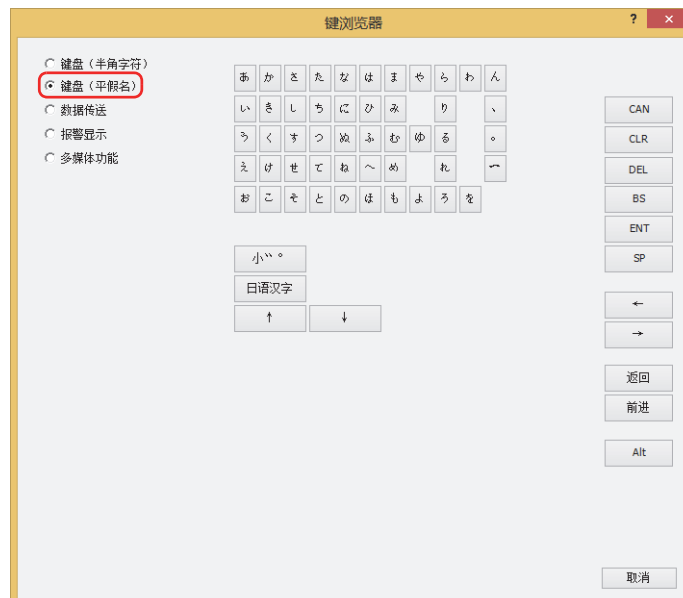 键浏览器
? ×
键盘（半角字符）
键盘（平假名）
数据传送
报警显示
多媒体功能
あ か さ た な は ま や ら わ ん
い き し ち に ひ み り 、
う く す つ ぬ ふ む ゆ る 。
え け せ て ね へ め れ ー
お こ そ と の ほ も よ ろ を
小゛゜
日语汉字
↑ ↓
CAN
CLR
DEL
BS
ENT
SP
←
→
返回
前进
Alt
取消